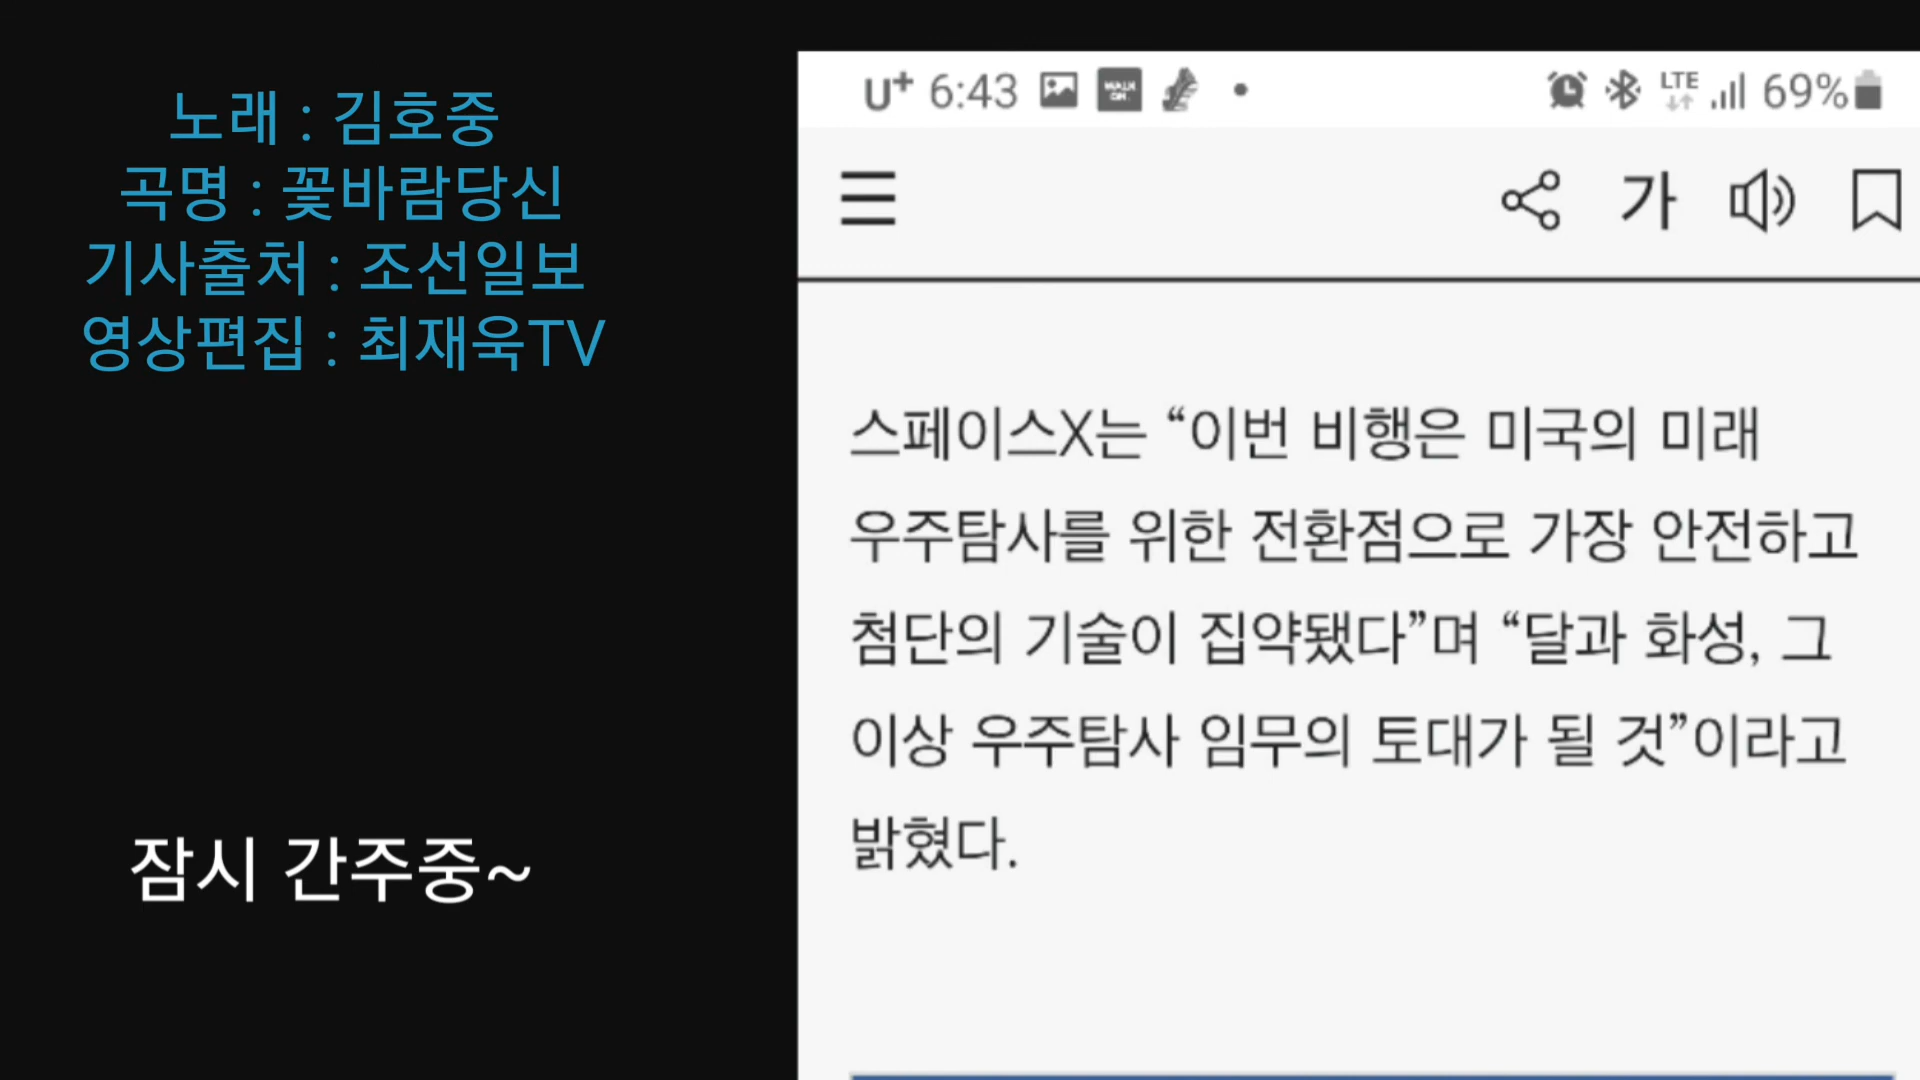 노래 : 김호중
곡명 : 꽃바람당신
기사출처 : 조선일보
영상편집 : 최재욱TV
잠시 간주중~
U+ 6:43 WALK ON LTE 69%
가
스페이스X는 “이번 비행은 미국의 미래
우주탐사를 위한 전환점으로 가장 안전하고
첨단의 기술이 집약됐다”며 “달과 화성, 그
이상 우주탐사 임무의 토대가 될 것”이라고
밝혔다.